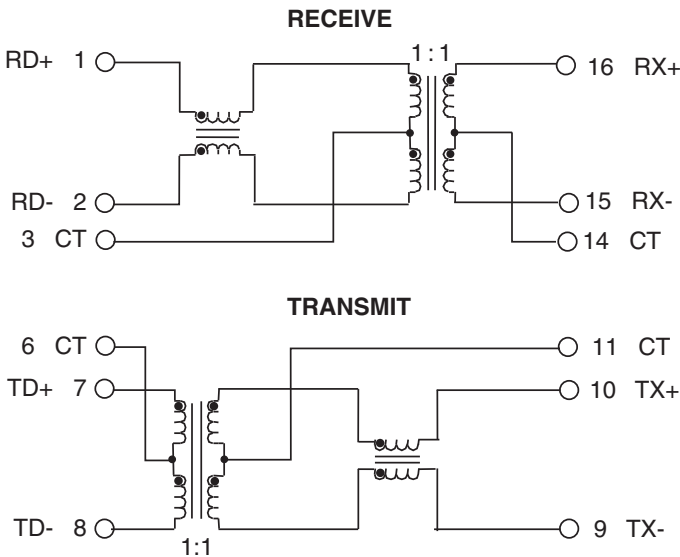 RECEIVE
1 : 1
RD+ 1
16 RX+
RD- 2
15 RX-
3 CT
14 CT
TRANSMIT
6 CT
11 CT
TD+ 7
10 TX+
TD- 8
9 TX-
1:1